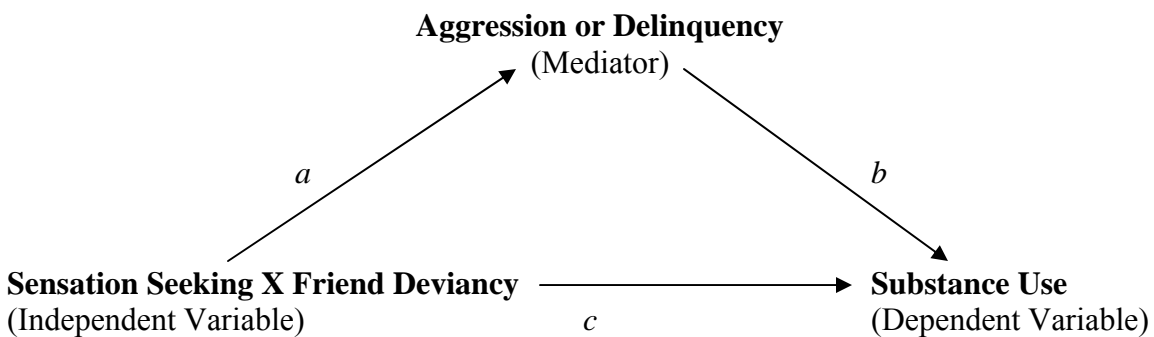 Aggression or Delinquency
(Mediator)
a
b
Sensation Seeking X Friend Deviancy
Substance Use
(Independent Variable)
c
(Dependent Variable)